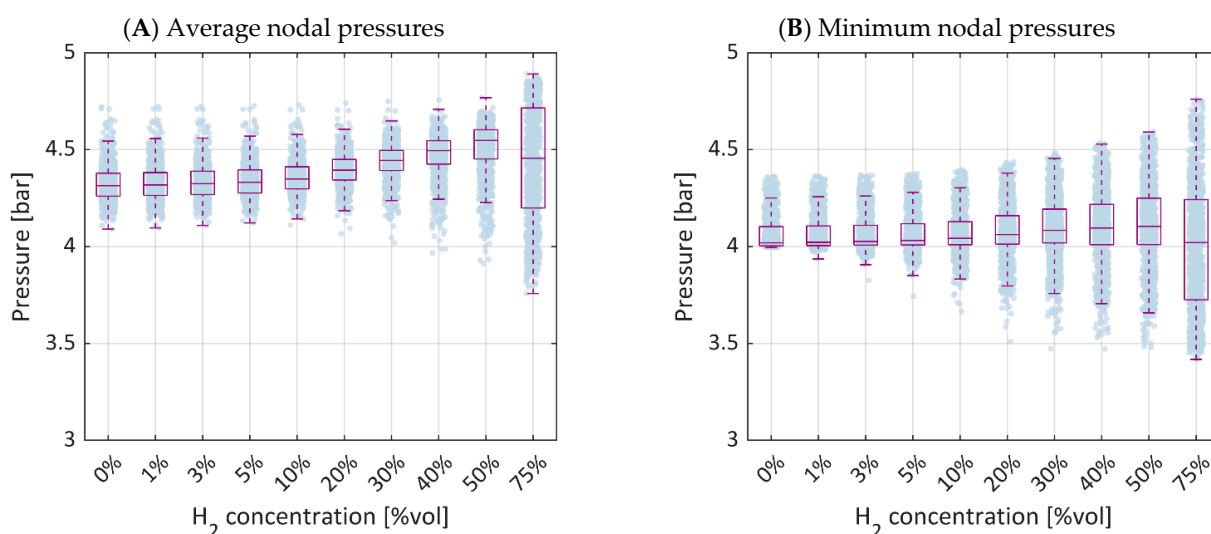 (A) Average nodal pressures
5
4.5
4
3.5
3
Pressure [bar]
0% 1% 3% 5% 10% 20% 30% 40% 50% 75%
H2 concentration [%vol]
(B) Minimum nodal pressures
5
4.5
4
3.5
3
Pressure [bar]
0% 1% 3% 5% 10% 20% 30% 40% 50% 75%
H2 concentration [%vol]